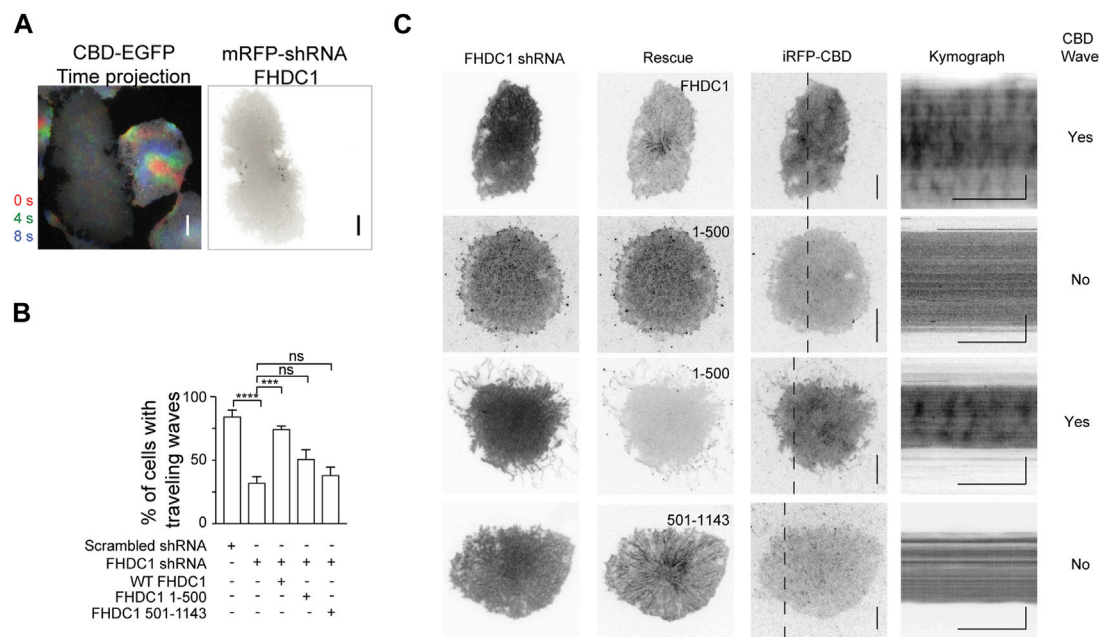 A
CBD-EGFP
Time projection
mRFP-shRNA
FHDC1
0 s
4 s
8 s
B
ns
ns
***
****
% of cells with
traveling waves
100
50
0
Scrambled shRNA + - - - -
FHDC1 shRNA - + + + +
WT FHDC1 - - + - -
FHDC1 1-500 - - - + -
FHDC1 501-1143 - - - - +
C
FHDC1 shRNA Rescue iRFP-CBD Kymograph CBD
Wave
FHDC1
Yes
1-500
No
1-500
Yes
501-1143
No